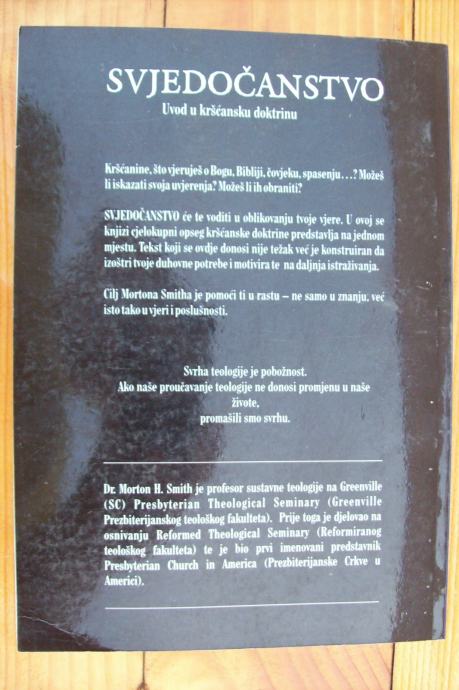 SVJEDOČANSTVO
Uvod u kršćansku doktrinu
Kršćanine, što vjeruješ o Bogu, Bibliji, čovjeku, spasenju…? Možeš
li iskazati svoja uvjerenja? Možeš li ih obraniti?
SVJEDOČANSTVO će te voditi u oblikovanju tvoje vjere. U ovoj se
knjizi cjelokupni opseg kršćanske doktrine predstavlja na jednom
mjestu. Tekst koji se ovdje donosi nije težak već je konstruiran da
izoštri tvoje duhovne potrebe i motivira te na daljnja istraživanja.
Cilj Mortona Smitha je pomoći ti u rastu – ne samo u znanju, već
isto tako u vjeri i poslušnosti.
Svrha teologije je pobožnost.
Ako naše proučavanje teologije ne donosi promjenu u naše
živote,
promašili smo svrhu.
Dr. Morton H. Smith je profesor sustavne teologije na Greenville
(SC) Presbyterian Theological Seminary (Greenville
Prezbiterijanskog teološkog fakulteta). Prije toga je djelovao na
osnivanju Reformed Theological Seminary (Reformiranog
teološkog fakulteta) te je bio prvi imenovani predstavnik
Presbyterian Church in America (Prezbiterijanske Crkve u
Americi).